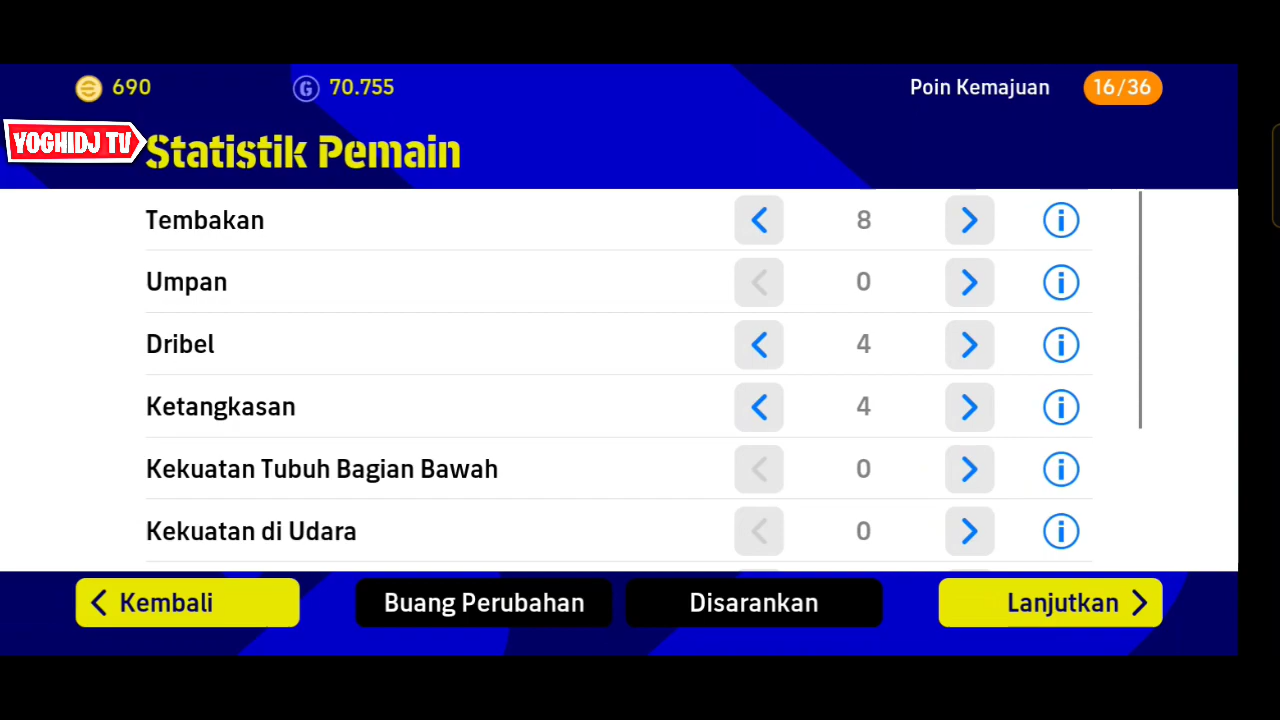 690
G 70.755
Poin Kemajuan 16/36
YOGHIDJ TV
Statistik Pemain
Tembakan 8
Umpan 0
Dribel 4
Ketangkasan 4
Kekuatan Tubuh Bagian Bawah 0
Kekuatan di Udara 0
Kembali
Buang Perubahan
Disarankan
Lanjutkan